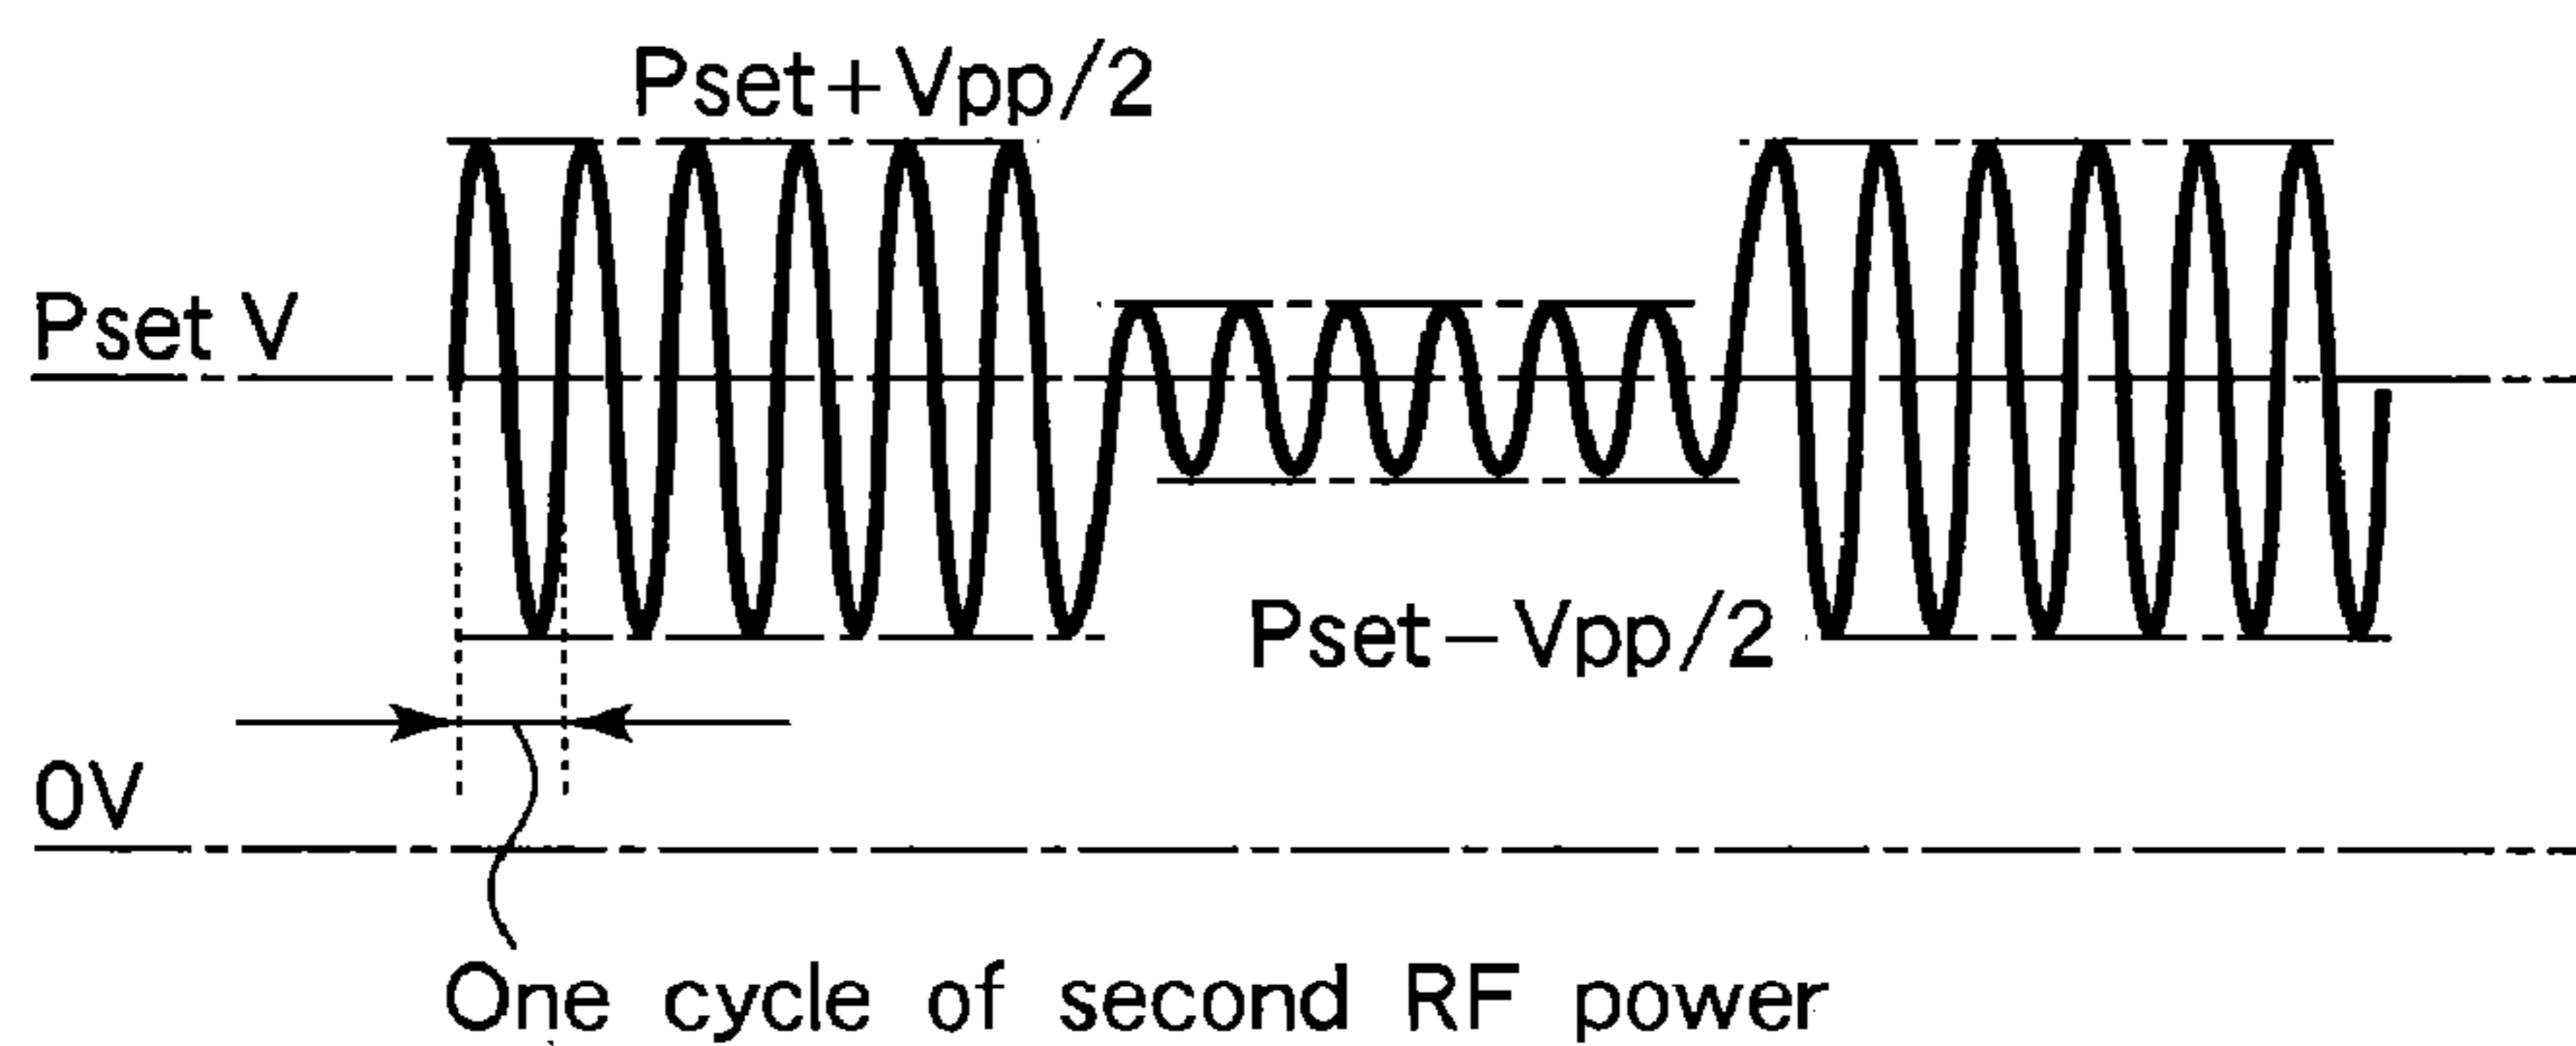 Pset+Vpp/2
Pset V
Pset−Vpp/2
0V
One cycle of second RF power